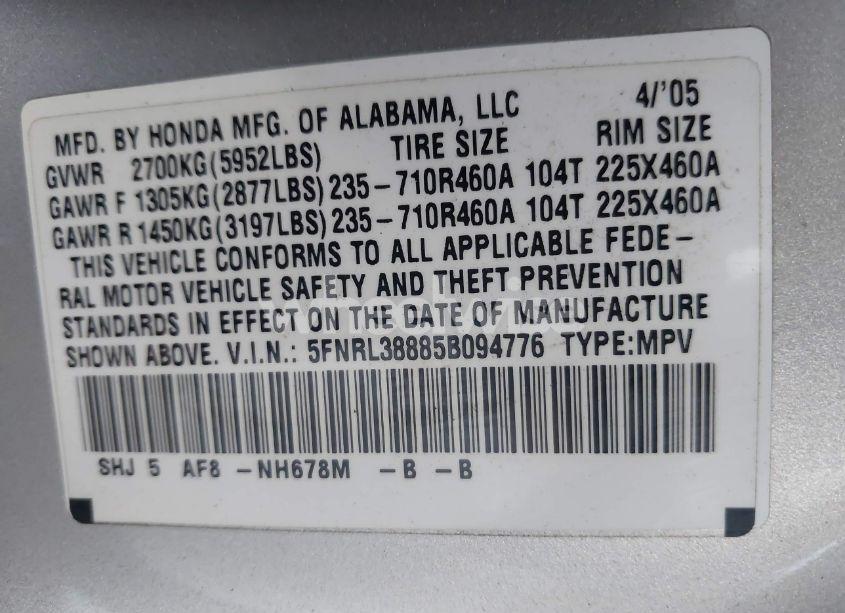 MFD. BY HONDA MFG. OF ALABAMA, LLC 4/'05
GVWR 2700KG(5952LBS) TIRE SIZE RIM SIZE
GAWR F 1305KG(2877LBS) 235-710R460A 104T 225X460A
GAWR R 1450KG(3197LBS) 235-710R460A 104T 225X460A
THIS VEHICLE CONFORMS TO ALL APPLICABLE FEDE-
RAL MOTOR VEHICLE SAFETY AND THEFT PREVENTION
STANDARDS IN EFFECT ON THE DATE OF MANUFACTURE
SHOWN ABOVE. V.I.N.: 5FNRL38885B094776 TYPE:MPV
SHJ 5 AF8 -NH678M -B -B